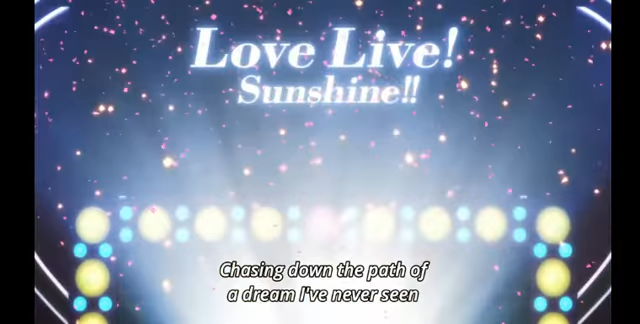 Love Live!
Sunshine!!
Chasing down the path of
a dream I've never seen